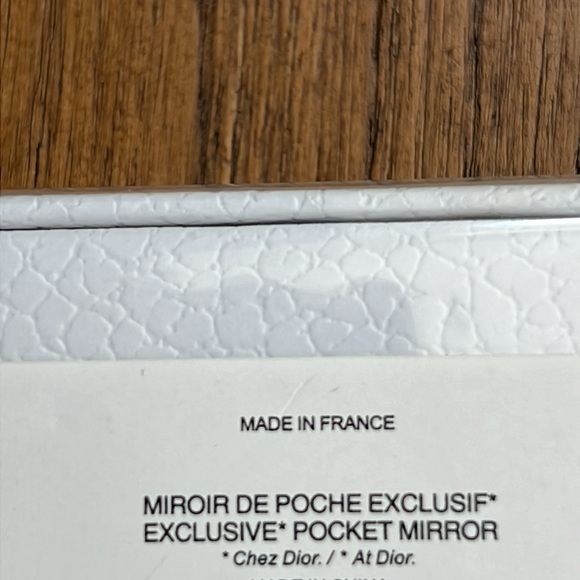 MADE IN FRANCE
MIROIR DE POCHE EXCLUSIF*
EXCLUSIVE* POCKET MIRROR
* Chez Dior. / * At Dior.